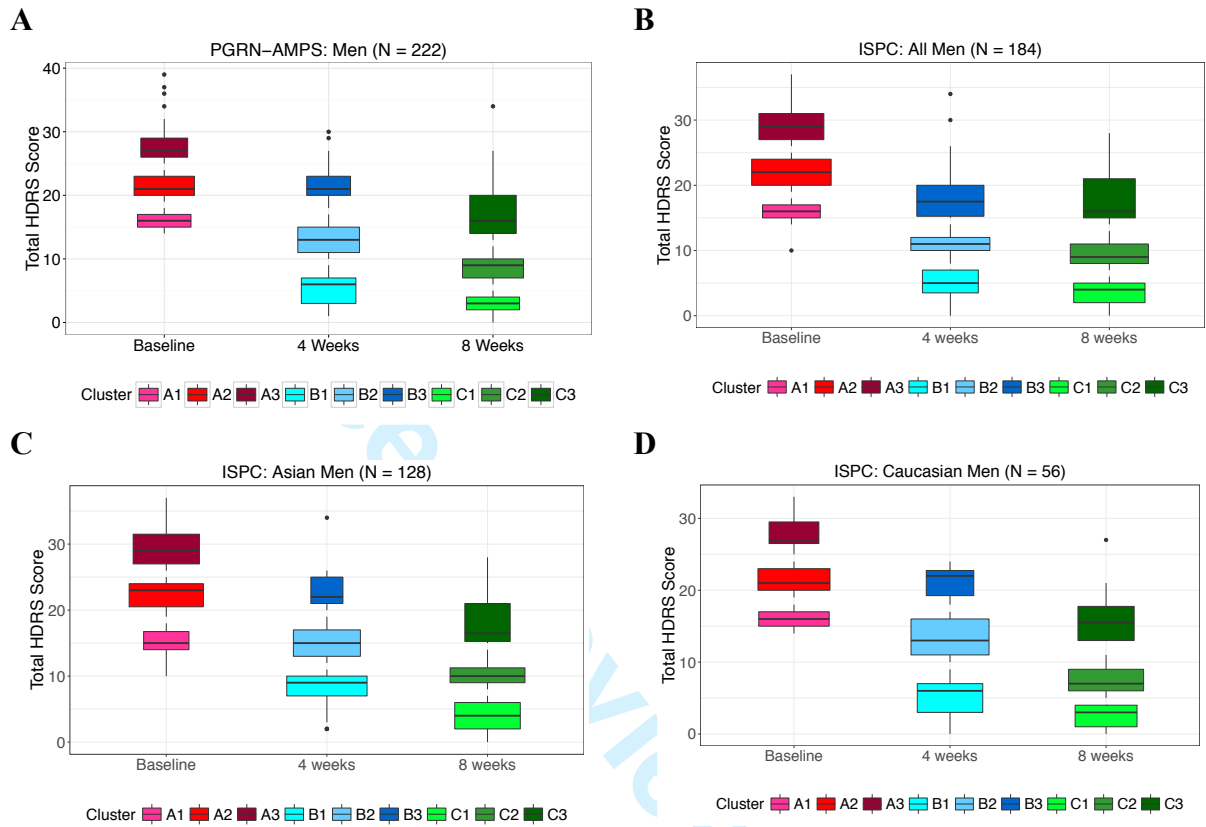 A
PGRN−AMPS: Men (N = 222)
Total HDRS Score
40
30
20
10
0
Baseline
4 Weeks
8 Weeks
Cluster A1 A2 A3 B1 B2 B3 C1 C2 C3
B
ISPC: All Men (N = 184)
Total HDRS Score
30
20
10
0
Baseline
4 weeks
8 weeks
Cluster A1 A2 A3 B1 B2 B3 C1 C2 C3
C
ISPC: Asian Men (N = 128)
Total HDRS Score
30
20
10
0
Baseline
4 weeks
8 weeks
Cluster A1 A2 A3 B1 B2 B3 C1 C2 C3
D
ISPC: Caucasian Men (N = 56)
Total HDRS Score
30
20
10
0
Baseline
4 weeks
8 weeks
Cluster A1 A2 A3 B1 B2 B3 C1 C2 C3